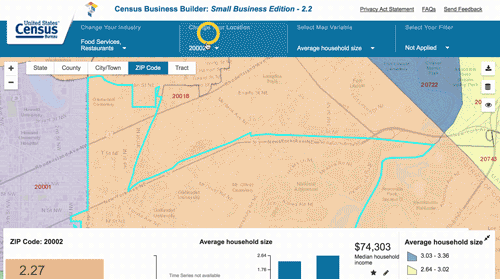 United States®
Census
Bureau
Census Business Builder: Small Business Edition - 2.2
Privacy Act Statement FAQs Send Feedback
Change Your Industry
Change Your Location
Select Map Variable
Select Your Filter
Food Services, Restaurants
20002
Average household size
Not Applied
State County City/Town ZIP Code Tract
20018
20722
20743
20001
ZIP Code: 20002
2.27
Average household size
Time Series not available
2.64
1.76
$74,303
Median household income
Average household size
3.03 - 3.36
2.64 - 3.02